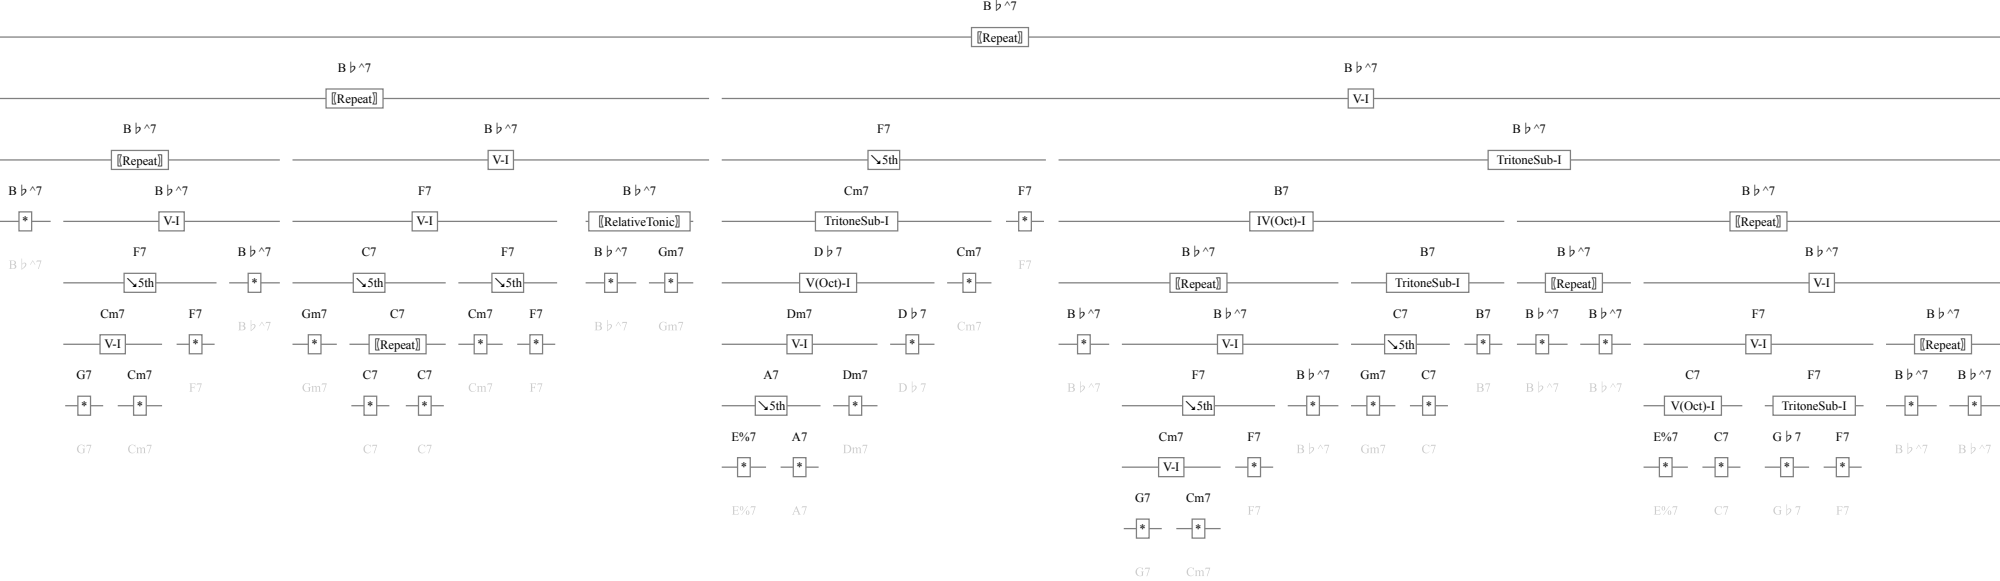 B♭^7
⟦Repeat⟧
B♭^7 B♭^7
⟦Repeat⟧ V-I
B♭^7 B♭^7 F7 B♭^7
⟦Repeat⟧ V-I ↘5th TritoneSub-I
B♭^7 B♭^7 F7 B♭^7 Cm7 F7 B7 B♭^7
* V-I V-I ⟦RelativeTonic⟧ TritoneSub-I * IV(Oct)-I ⟦Repeat⟧
B♭^7 F7 B♭^7 C7 F7 B♭^7 Gm7 D♭7 Cm7 F7 B♭^7 B7 B♭^7 B♭^7
↘5th * ↘5th ↘5th * * V(Oct)-I * ⟦Repeat⟧ TritoneSub-I ⟦Repeat⟧ V-I
Cm7 F7 B♭^7 Gm7 C7 Cm7 F7 B♭^7 Gm7 Dm7 D♭7 Cm7 B♭^7 B♭^7 C7 B7 B♭^7 B♭^7 F7 B♭^7
V-I * * ⟦Repeat⟧ * * V-I * * V-I ↘5th * * * V-I ⟦Repeat⟧
G7 Cm7 F7 Gm7 C7 C7 Cm7 F7 A7 Dm7 D♭7 B♭^7 F7 B♭^7 Gm7 C7 B7 B♭^7 B♭^7 C7 F7 B♭^7 B♭^7
* * * * ↘5th * ↘5th * * * V(Oct)-I TritoneSub-I * *
G7 Cm7 C7 C7 E%7 A7 Dm7 Cm7 F7 B♭^7 Gm7 C7 E%7 C7 G♭7 F7 B♭^7 B♭^7
* * V-I * * * * *
E%7 A7 G7 Cm7 F7 E%7 C7 G♭7 F7
* *
G7 Cm7